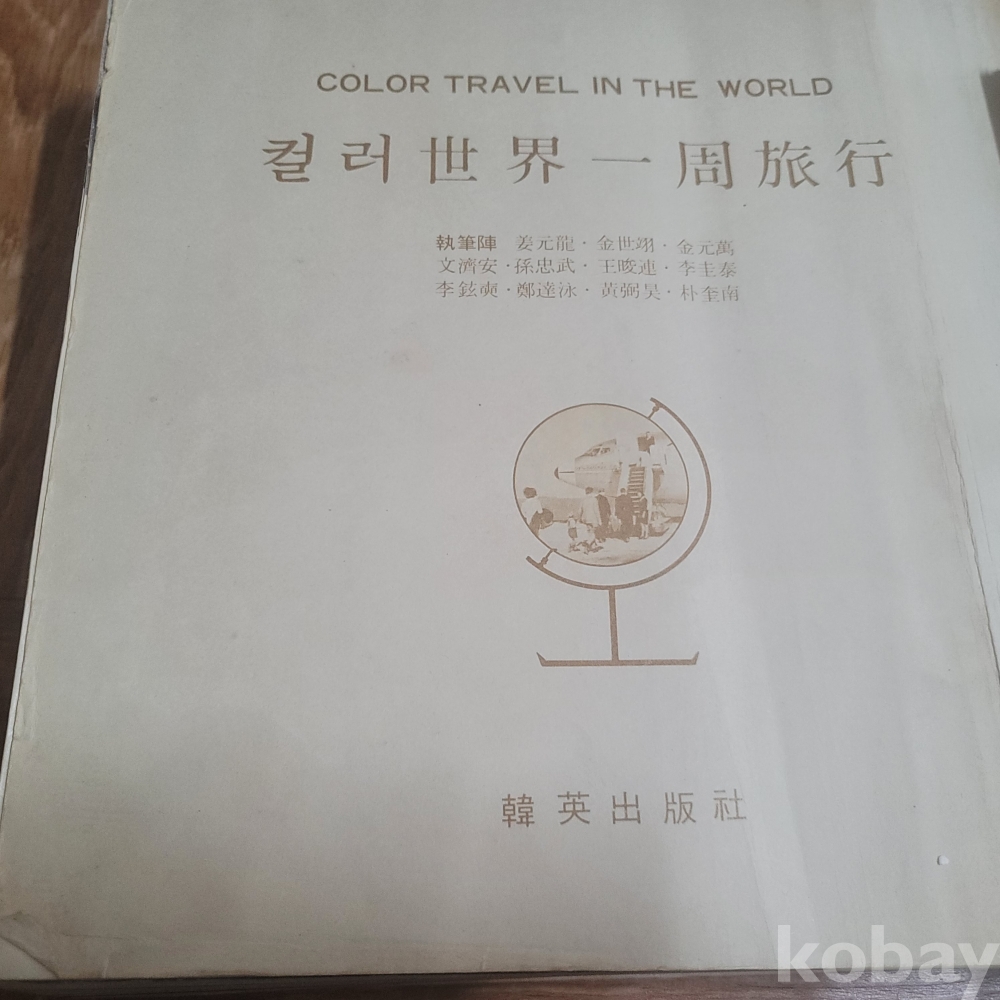 COLOR TRAVEL IN THE WORLD
컬러世界一周旅行
執筆陣 姜元龍·金世翊·金元萬
文濟安·孫忠武·王晙連·李圭泰
李鉉奭·鄭達泳·黃弼昊·朴奎南
韓英出版社
kobay